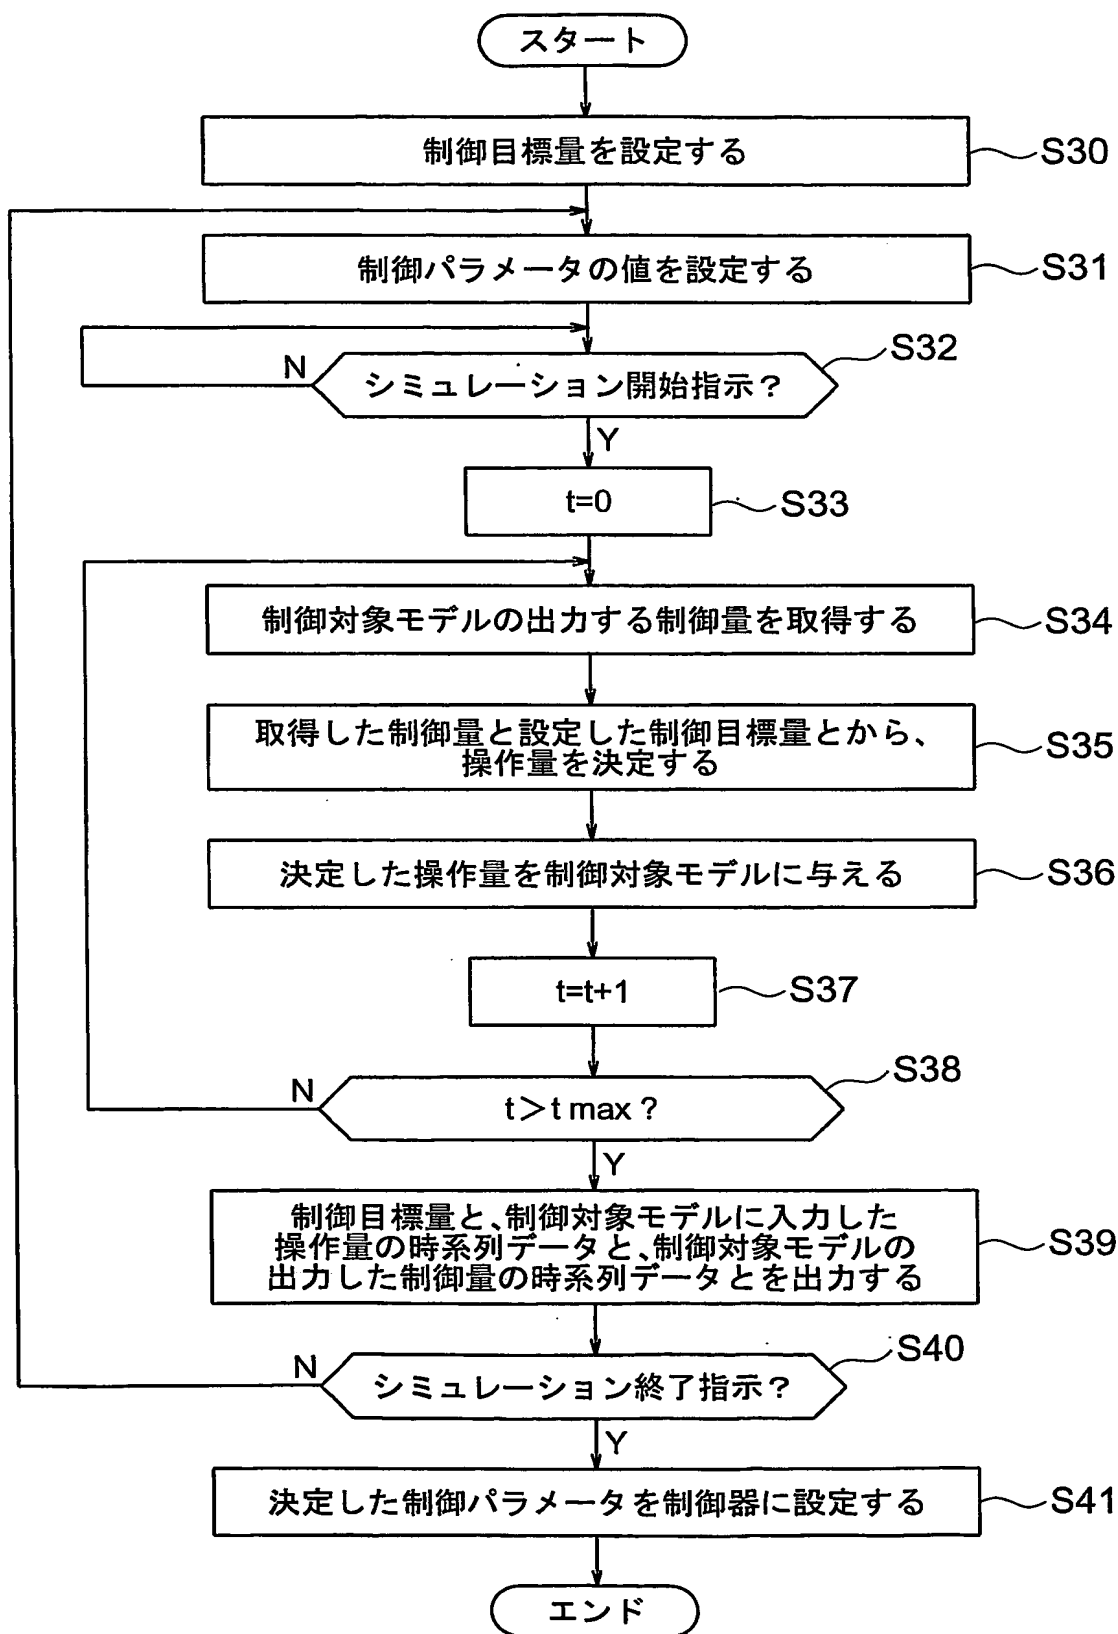 スタート
制御目標量を設定する
S30
制御パラメータの値を設定する
S31
S32
N
シミュレーション開始指示？
Y
t=0
S33
制御対象モデルの出力する制御量を取得する
S34
取得した制御量と設定した制御目標量とから、
操作量を決定する
S35
決定した操作量を制御対象モデルに与える
S36
t=t+1
S37
S38
N
t＞t max？
Y
制御目標量と、制御対象モデルに入力した
操作量の時系列データと、制御対象モデルの
出力した制御量の時系列データとを出力する
S39
S40
N
シミュレーション終了指示？
Y
決定した制御パラメータを制御器に設定する
S41
エンド